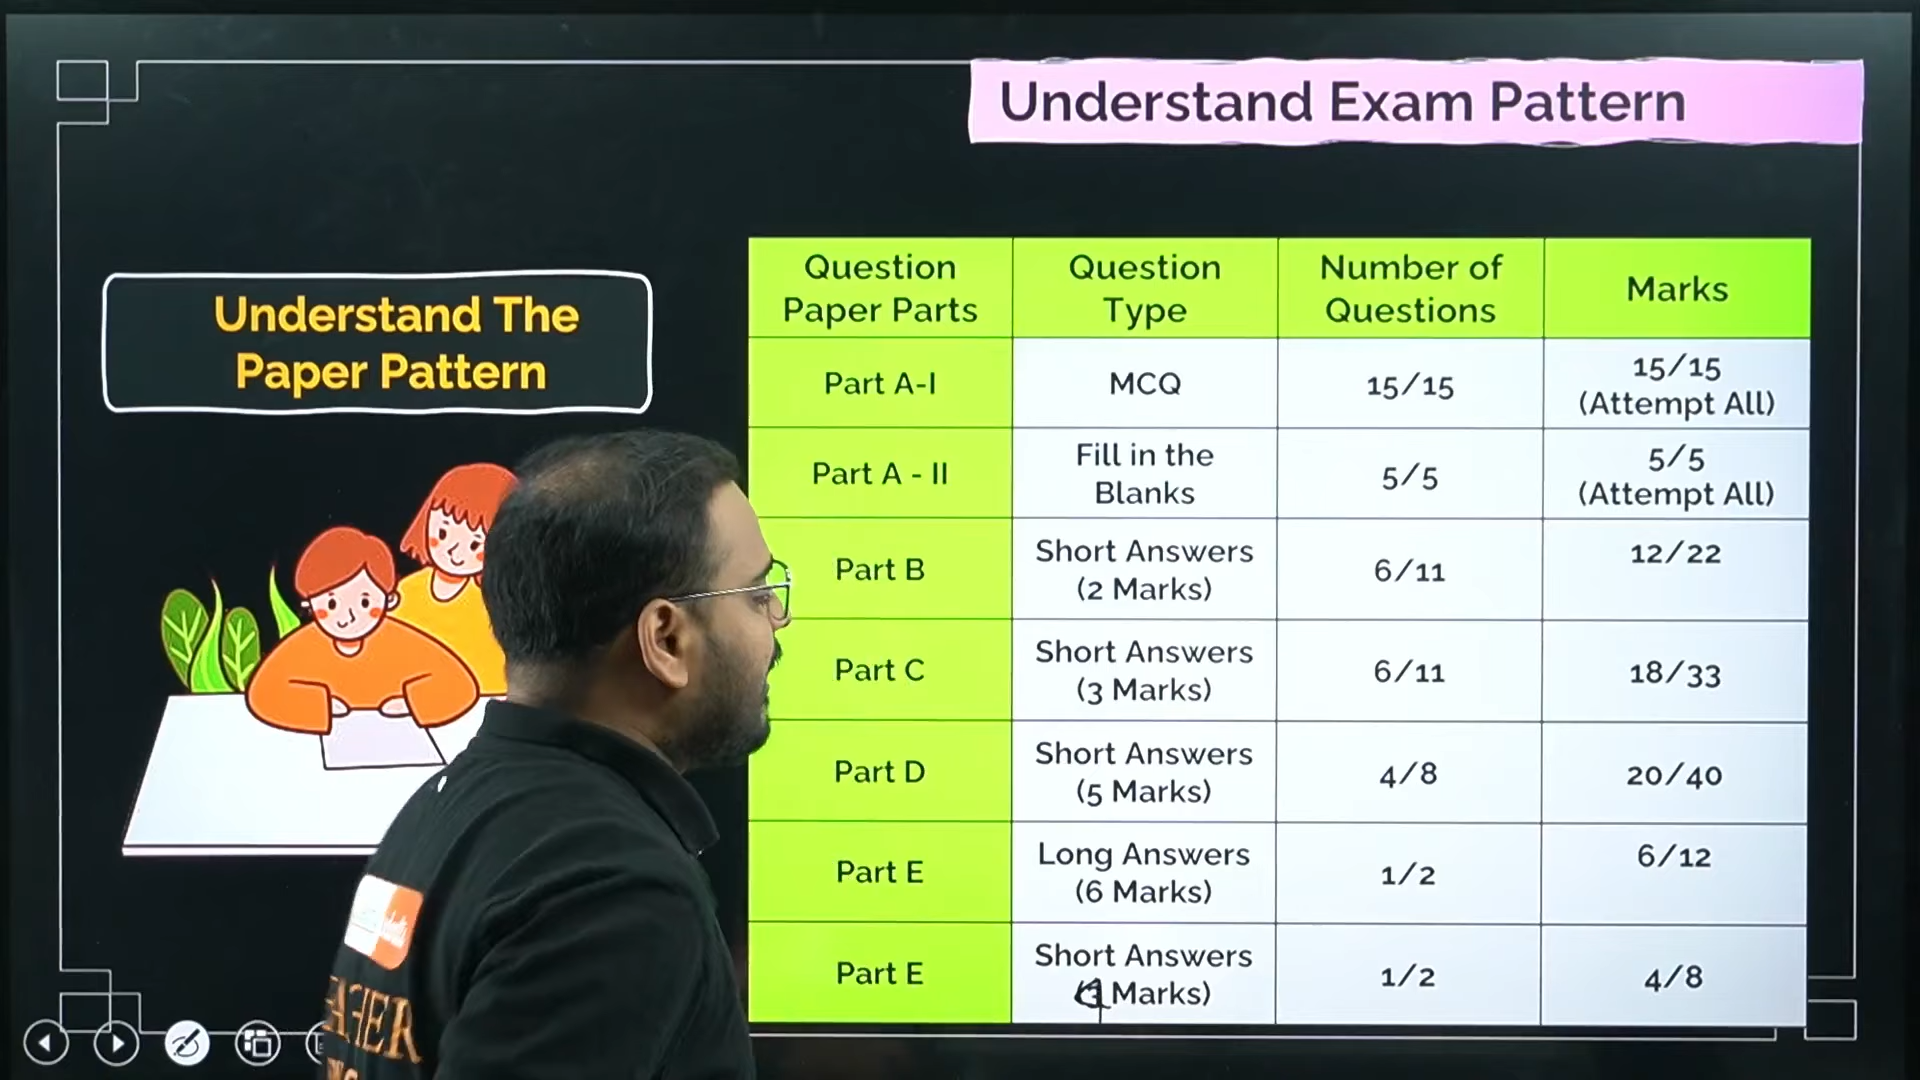 Understand Exam Pattern
Understand The
Paper Pattern
Question
Paper Parts
Question
Type
Number of
Questions
Marks
Part A-I
MCQ
15/15
15/15
(Attempt All)
Part A - II
Fill in the
Blanks
5/5
5/5
(Attempt All)
Part B
Short Answers
(2 Marks)
6/11
12/22
Part C
Short Answers
(3 Marks)
6/11
18/33
Part D
Short Answers
(5 Marks)
4/8
20/40
Part E
Long Answers
(6 Marks)
1/2
6/12
Part E
Short Answers
(4 Marks)
1/2
4/8